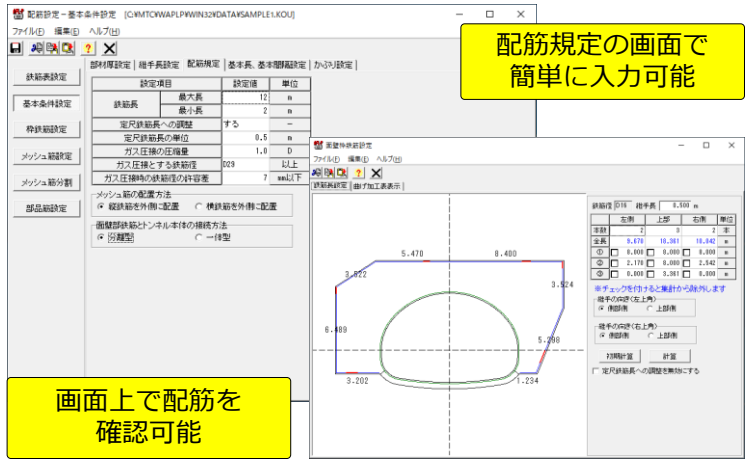 配筋設定－基本条件設定 [C:¥MTC¥WAPLP¥WIN32¥DATA¥SAMPLE1.KOU]
ファイル(F) 編集(E) ヘルプ(H)
部材厚設定 継手長設定 配筋規定 基本長、基本間隔設定 かぶり設定
鉄筋表設定
基本条件設定
枠鉄筋設定
メッシュ筋設定
メッシュ筋分割
部品筋設定
設定項目 設定値 単位
鉄筋長 最大長 12 m
最小長 2 m
定尺鉄筋長への調整 する －
定尺鉄筋長の単位 0.5 m
ガス圧接の圧縮量 1.0 D
ガス圧接とする鉄筋径 D29 以上
ガス圧接時の鉄筋径の許容差 7 mm以下
メッシュ筋の配置方法
縦鉄筋を外側に配置 横鉄筋を外側に配置
面壁部鉄筋とトンネル本体の接続方法
分離型 一体型
配筋規定の画面で
簡単に入力可能
面壁枠鉄筋設定
ファイル(F) 編集(E) ヘルプ(H)
鉄筋長設定 曲げ加工表表示
5.470 8.400
3.522 3.524
6.489 5.298
3.202 1.234
鉄筋径 D16 継手長 0.500 m
左側 上部 右側 単位
本数 2 0 2 本
全長 9.670 10.361 10.042 m
① 8.000 8.000 8.000 m
② 2.170 0.000 2.542 m
③ 0.000 3.361 0.000 m
※チェックを付けると集計から除外します
継手の向き(左上角)
側部側 上部側
継手の向き(右上角)
側部側 上部側
初期計算 計算
定尺鉄筋長への調整を無効にする
画面上で配筋を
確認可能